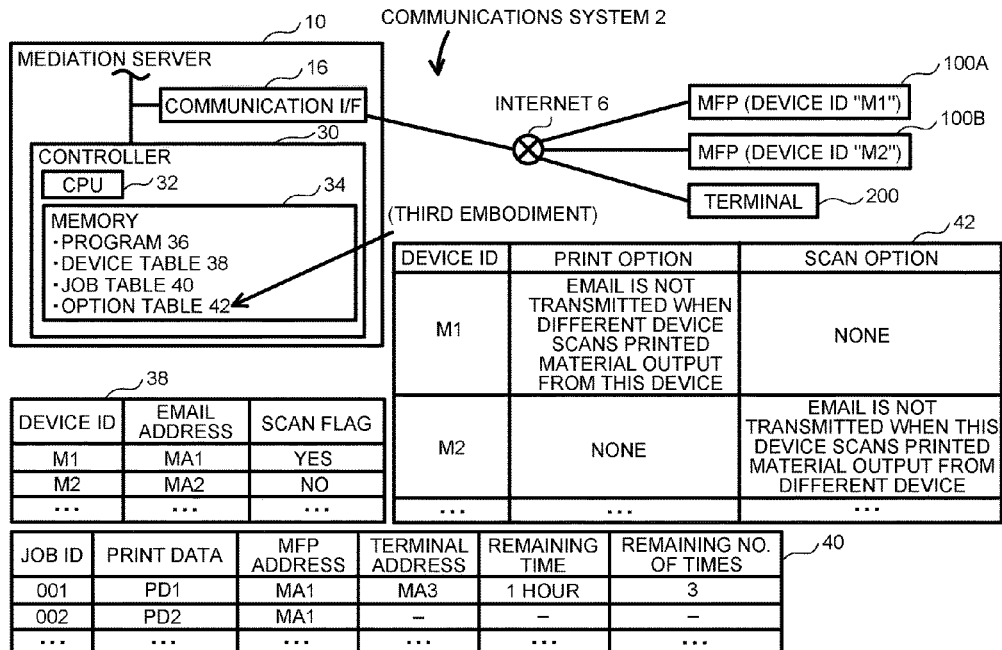 COMMUNICATIONS SYSTEM 2
10
MEDIATION SERVER
16
COMMUNICATION I/F
INTERNET 6
100A
MFP (DEVICE ID "M1")
100B
MFP (DEVICE ID "M2")
TERMINAL
200
30
CONTROLLER
CPU
32
34
MEMORY
·PROGRAM 36
·DEVICE TABLE 38
·JOB TABLE 40
·OPTION TABLE 42
(THIRD EMBODIMENT)
42
DEVICE ID PRINT OPTION SCAN OPTION
M1
EMAIL IS NOT
TRANSMITTED WHEN
DIFFERENT DEVICE
SCANS PRINTED
MATERIAL OUTPUT
FROM THIS DEVICE
NONE
M2
NONE
EMAIL IS NOT
TRANSMITTED WHEN THIS
DEVICE SCANS PRINTED
MATERIAL OUTPUT FROM
DIFFERENT DEVICE
... ... ...
38
DEVICE ID EMAIL ADDRESS SCAN FLAG
M1 MA1 YES
M2 MA2 NO
... ... ...
40
JOB ID PRINT DATA MFP ADDRESS TERMINAL ADDRESS REMAINING TIME REMAINING NO. OF TIMES
001 PD1 MA1 MA3 1 HOUR 3
002 PD2 MA1 – – –
... ... ... ... ... ...